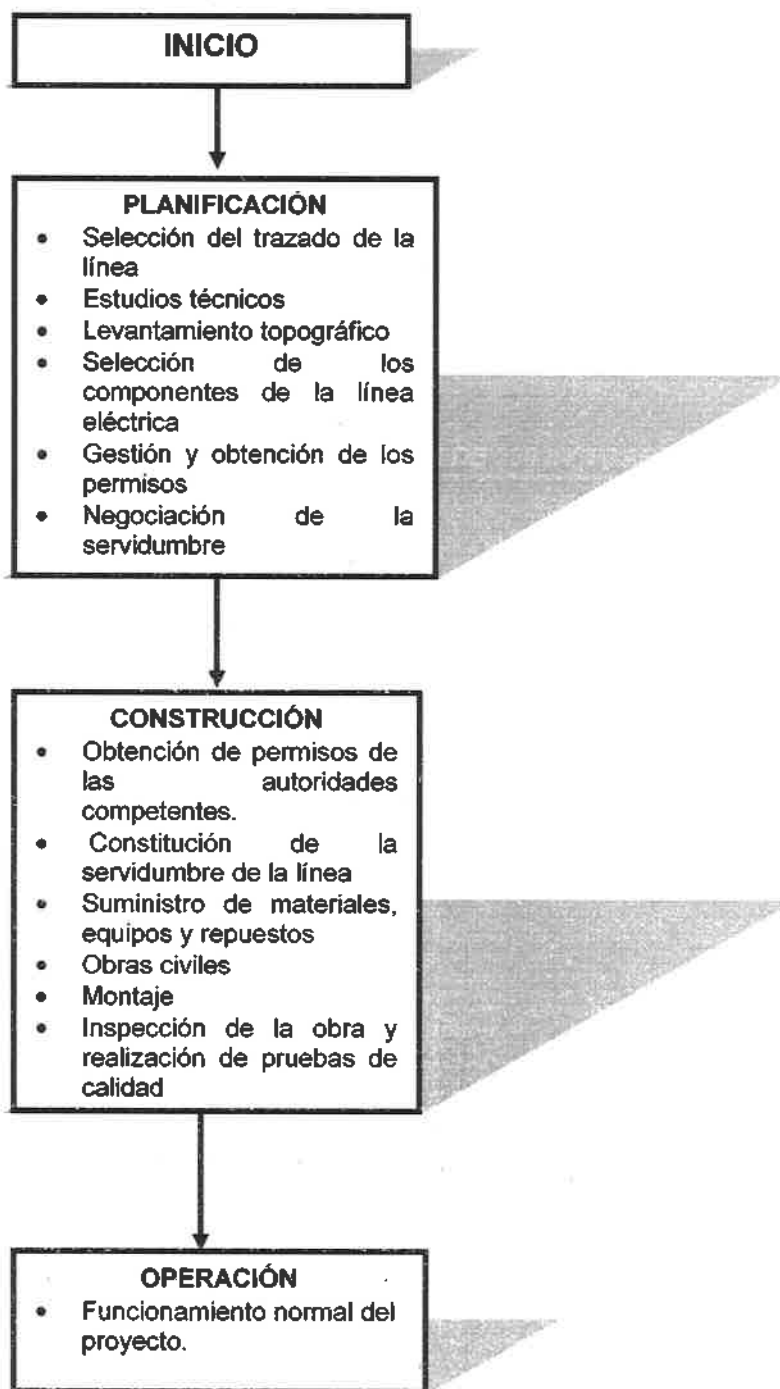 INICIO
PLANIFICACIÓN
• Selección del trazado de la
línea
• Estudios técnicos
• Levantamiento topográfico
• Selección de los
componentes de la línea
eléctrica
• Gestión y obtención de los
permisos
• Negociación de la
servidumbre
CONSTRUCCIÓN
• Obtención de permisos de
las autoridades
competentes.
• Constitución de la
servidumbre de la línea
• Suministro de materiales,
equipos y repuestos
• Obras civiles
• Montaje
• Inspección de la obra y
realización de pruebas de
calidad
OPERACIÓN
• Funcionamiento normal del
proyecto.